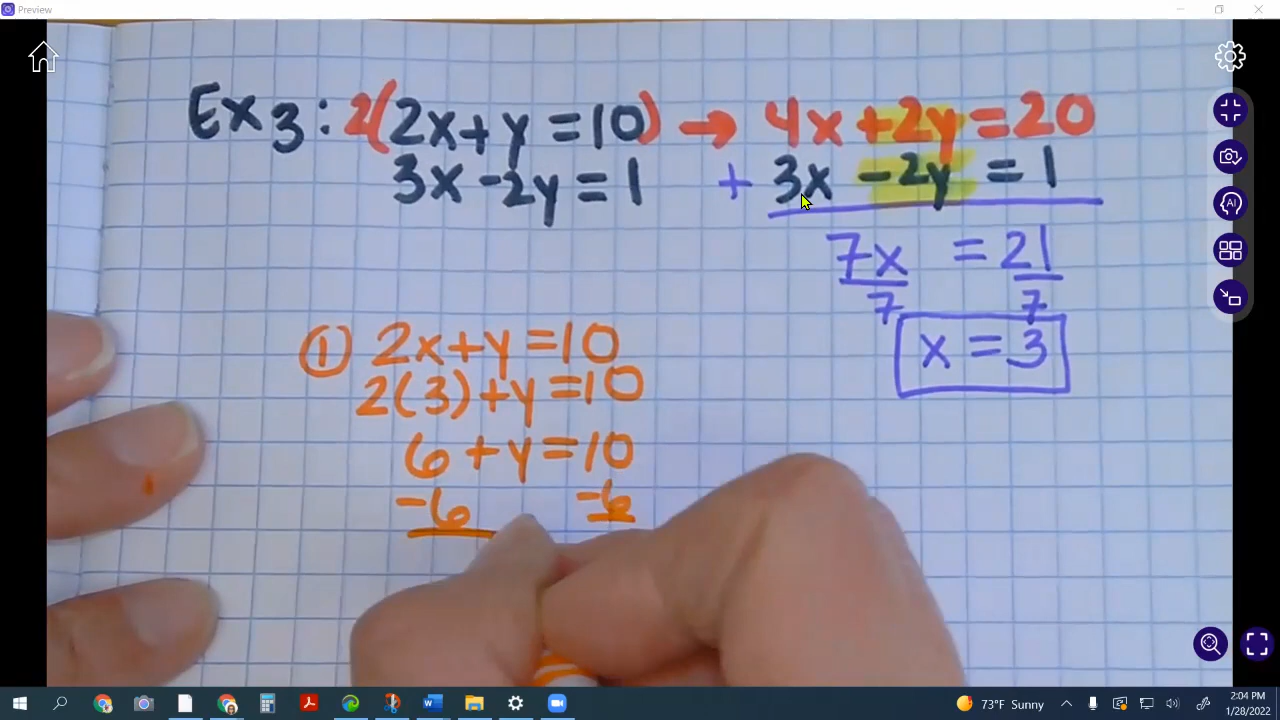 Preview
Ex 3: 2(2x+y=10) → 4x+2y=20
3x-2y=1 + 3x-2y=1
7x = 21
7 7
x = 3
① 2x+y=10
2(3)+y=10
6+y=10
-6 -6
AI
73°F Sunny
2:04 PM
1/28/2022